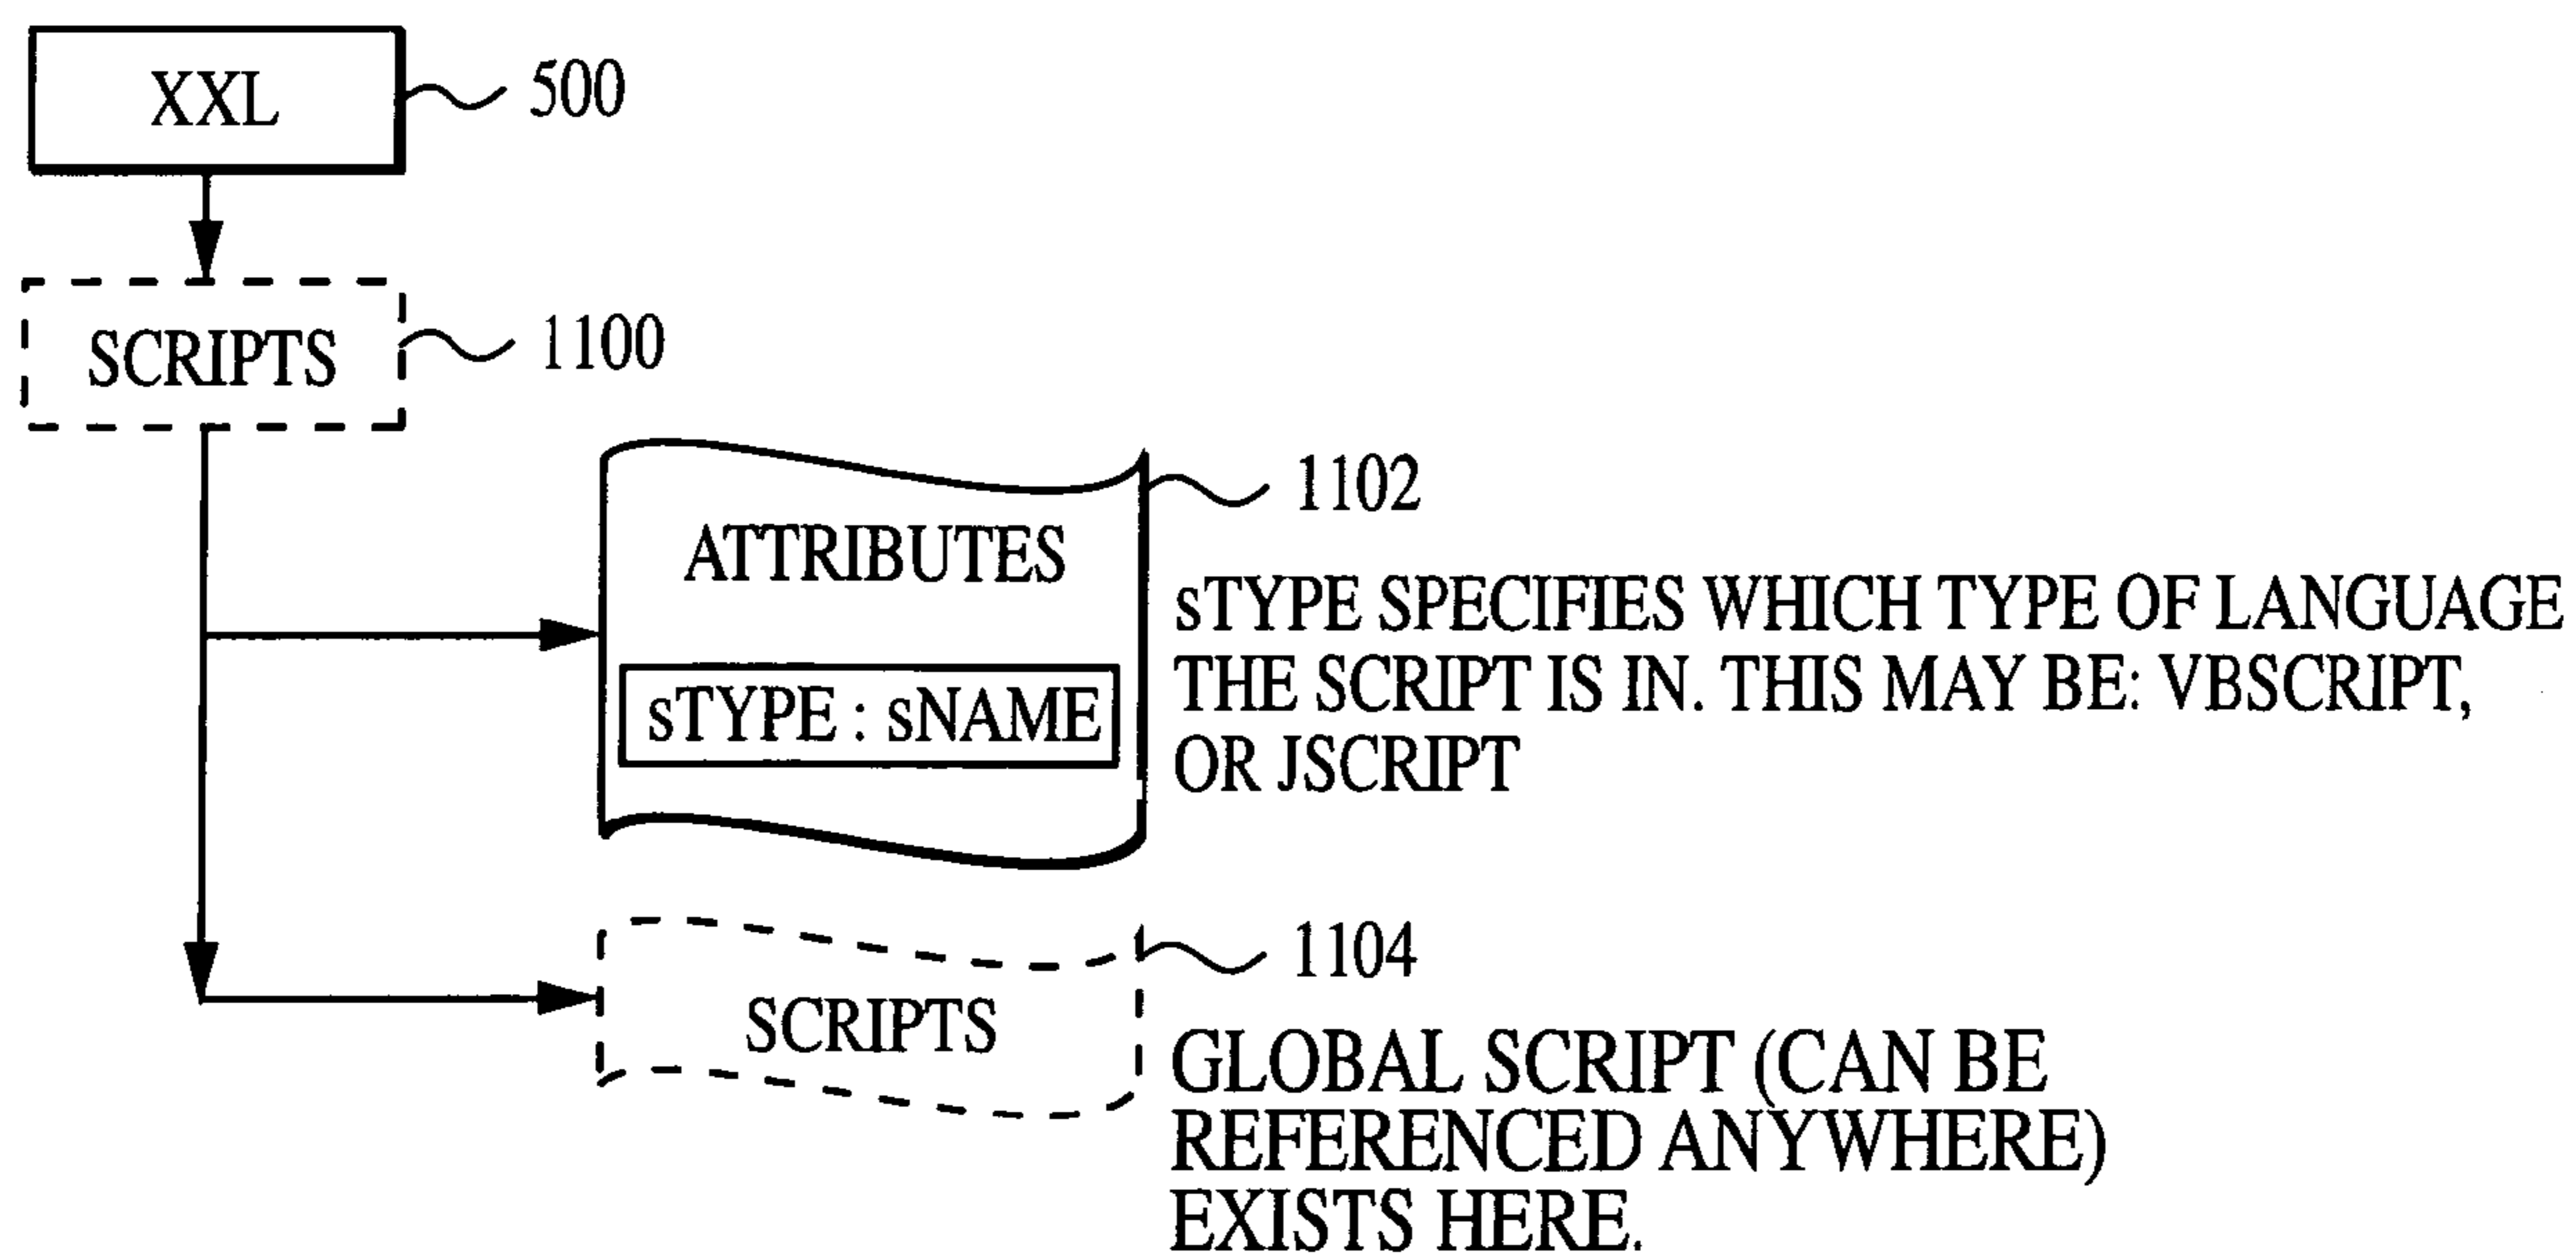 XXL
500
SCRIPTS
1100
1102
ATTRIBUTES
sTYPE : sNAME
sTYPE SPECIFIES WHICH TYPE OF LANGUAGE
THE SCRIPT IS IN. THIS MAY BE: VBSCRIPT,
OR JSCRIPT
1104
SCRIPTS
GLOBAL SCRIPT (CAN BE
REFERENCED ANYWHERE)
EXISTS HERE.